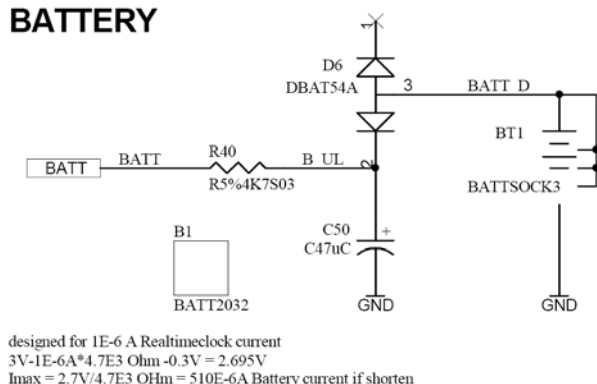 BATTERY
1
D6
DBAT54A
3
BATT D
BT1
BATTSOCK3
BATT
BATT
R40
R5%4K7S03
B UL
2
C50
+
C47uC
B1
BATT2032
GND
GND
designed for 1E-6 A Realtimeclock current
3V-1E-6A*4.7E3 Ohm -0.3V = 2.695V
Imax = 2.7V/4.7E3 OHm = 510E-6A Battery current if shorten